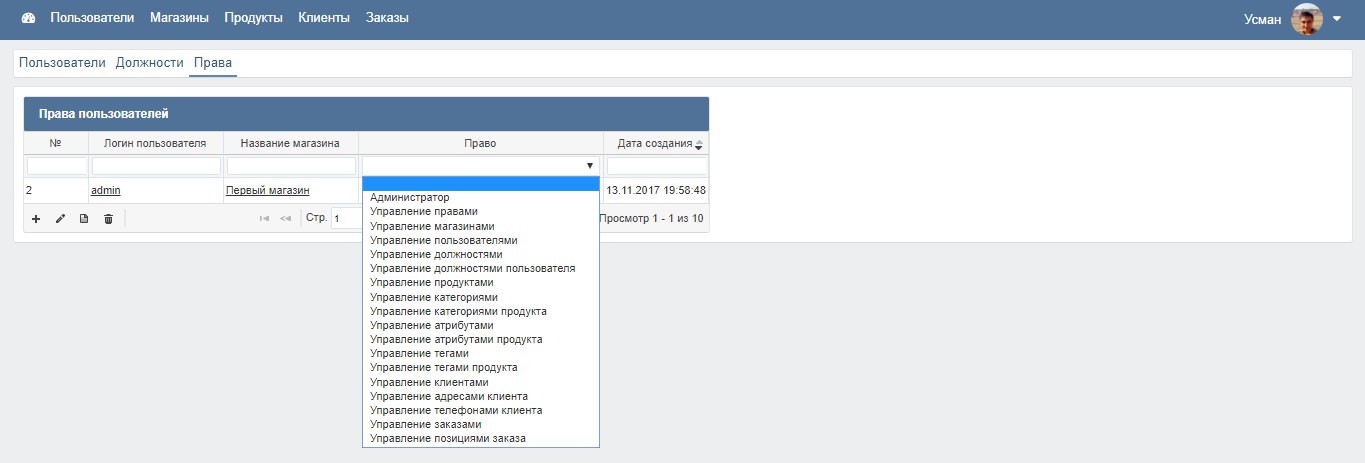 Пользователи Магазины Продукты Клиенты Заказы Усман
Пользователи Должности Права
Права пользователей
№ Логин пользователя Название магазина Право Дата создания
2 admin Первый магазин 13.11.2017 19:58:48
Стр. 1 Просмотр 1 - 1 из 10
Администратор
Управление правами
Управление магазинами
Управление пользователями
Управление должностями
Управление должностями пользователя
Управление продуктами
Управление категориями
Управление категориями продукта
Управление атрибутами
Управление атрибутами продукта
Управление тегами
Управление тегами продукта
Управление клиентами
Управление адресами клиента
Управление телефонами клиента
Управление заказами
Управление позициями заказа